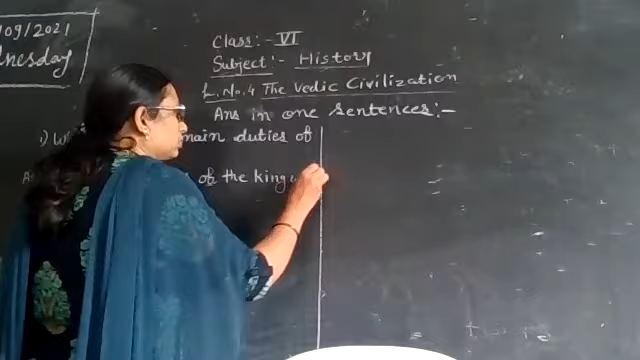 09/2021
nesday
Class:- VI
Subject:- History
L. No. 4 The Vedic Civilization
Ans in one sentences:-
1) W main duties of
A of the king